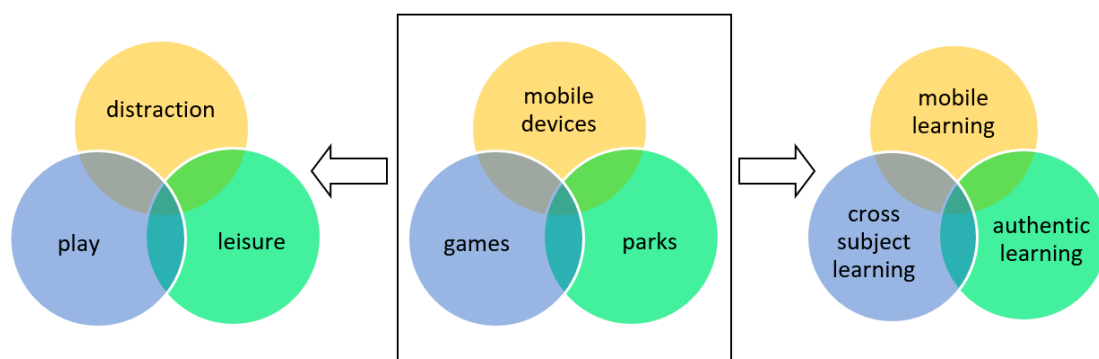 distraction
play
leisure
mobile
devices
games
parks
mobile
learning
cross
subject
learning
authentic
learning